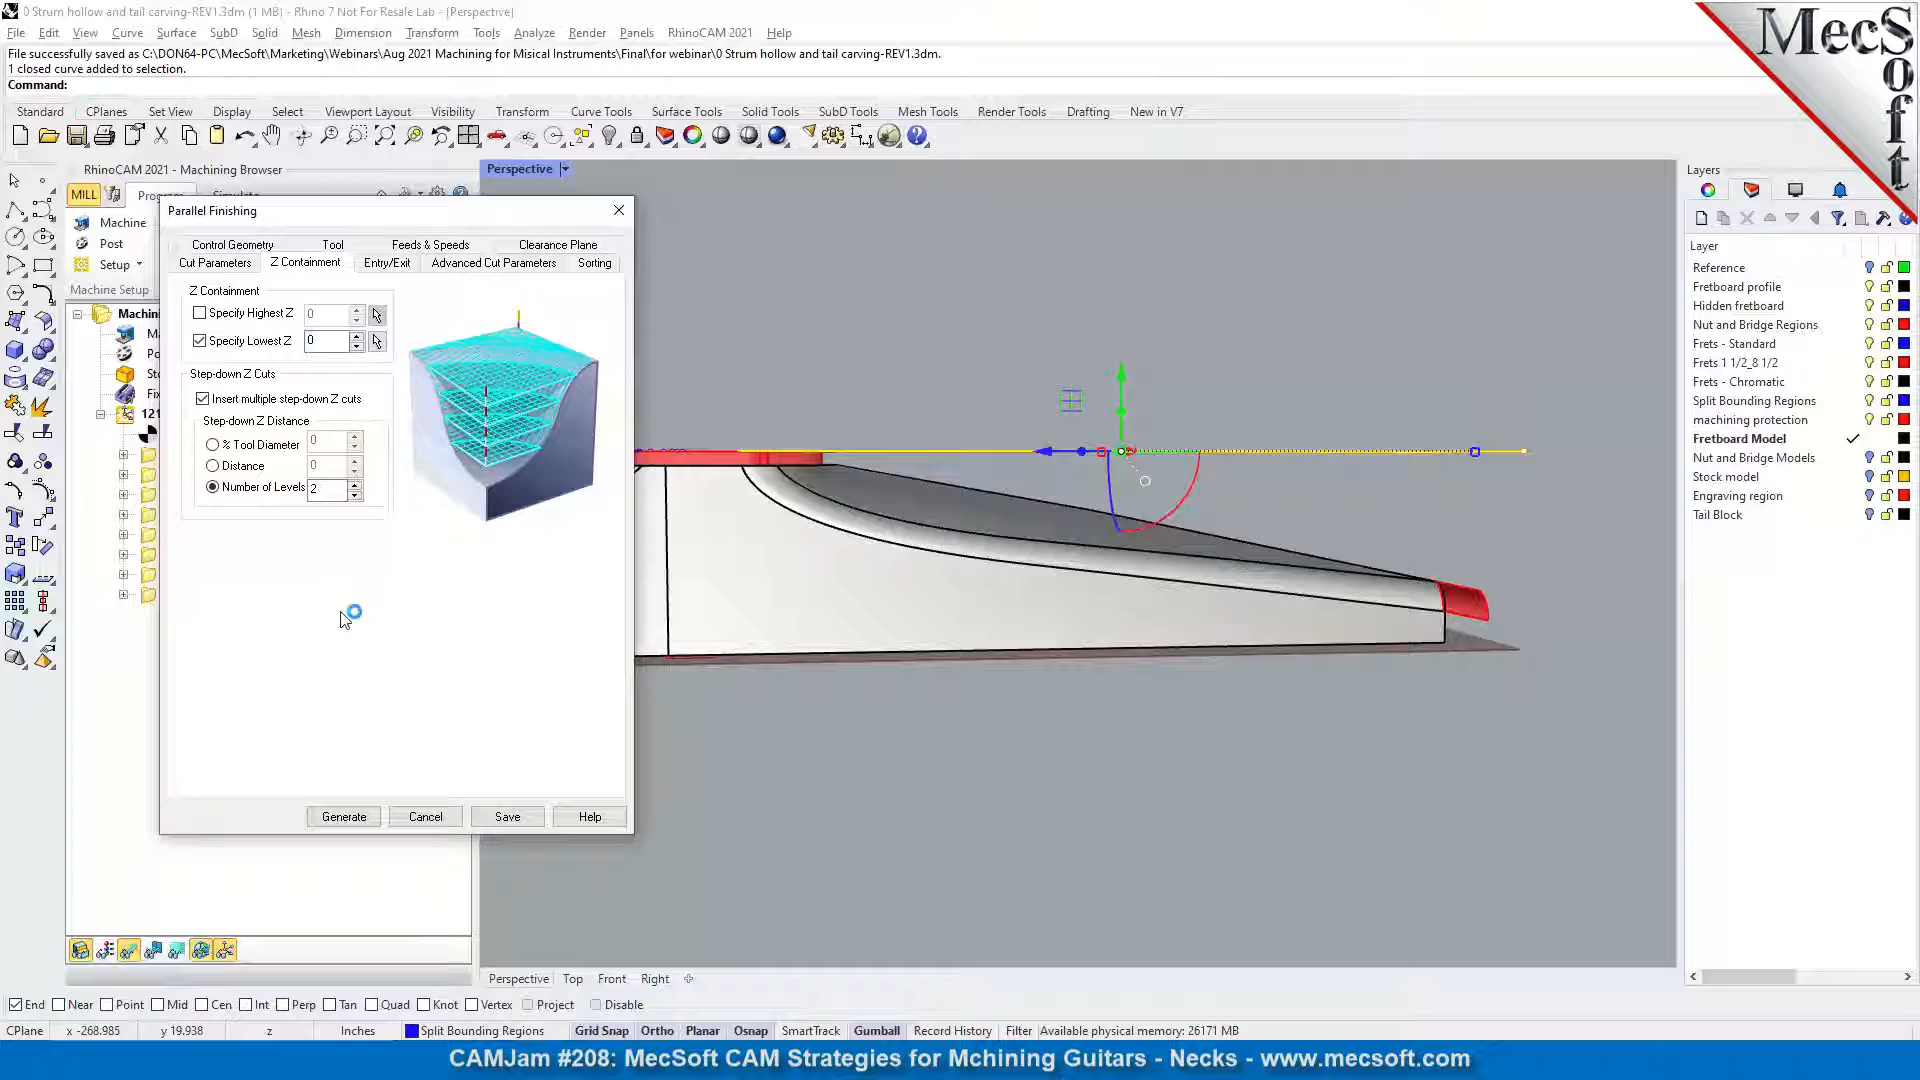 0 Strum hollow and tail carving-REV1.3dm (1 MB) - Rhino 7 Not For Resale Lab - [Perspective]
File Edit View Curve Surface SubD Solid Mesh Dimension Transform Tools Analyze Render Panels RhinoCAM 2021 Help
File successfully saved as C:\DON64-PC\MecSoft\Marketing\Webinars\Aug 2021 Machining for Misical Instruments\Final\for webinar\0 Strum hollow and tail carving-REV1.3dm.
1 closed curve added to selection.
Command:
Standard CPlanes Set View Display Select Viewport Layout Visibility Transform Curve Tools Surface Tools Solid Tools SubD Tools Mesh Tools Render Tools Drafting New in V7
MecSoft
RhinoCAM 2021 - Machining Browser
MILL
Machine
Post
Setup
Machine Setup
Machini
121
Perspective
Parallel Finishing
Control Geometry Tool Feeds & Speeds Clearance Plane
Cut Parameters Z Containment Entry/Exit Advanced Cut Parameters Sorting
Z Containment
Specify Highest Z 0
Specify Lowest Z 0
Step-down Z Cuts
Insert multiple step-down Z cuts
Step-down Z Distance
% Tool Diameter 0
Distance 0
Number of Levels 2
Generate Cancel Save Help
Layers
Layer
Reference
Fretboard profile
Hidden fretboard
Nut and Bridge Regions
Frets - Standard
Frets 1 1/2_8 1/2
Frets - Chromatic
Split Bounding Regions
machining protection
Fretboard Model
Nut and Bridge Models
Stock model
Engraving region
Tail Block
Perspective Top Front Right
End Near Point Mid Cen Int Perp Tan Quad Knot Vertex Project Disable
CPlane x -268.985 y 19.938 z Inches Split Bounding Regions Grid Snap Ortho Planar Osnap SmartTrack Gumball Record History Filter Available physical memory: 26171 MB
CAMJam #208: MecSoft CAM Strategies for Mchining Guitars - Necks - www.mecsoft.com